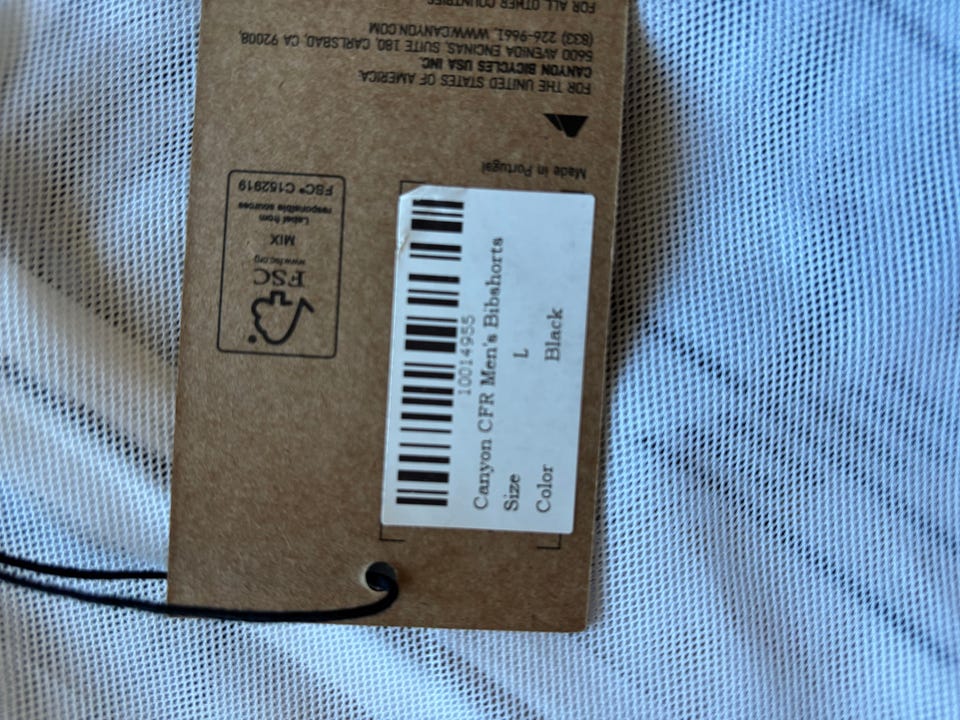 Made in Portugal
FOR THE UNITED STATES OF AMERICA:
CANYON BICYCLES USA INC.
5600 AVENIDA ENCINAS, SUITE 180, CARLSBAD, CA 92008,
(833) 226-9661, WWW.CANYON.COM
FOR ALL OTHER COUNTRIES
FSC
www.fsc.org
MIX
Label from
responsible sources
FSC® C152919
10014955
Canyon CFR Men's Bibshorts
Size L
Color Black